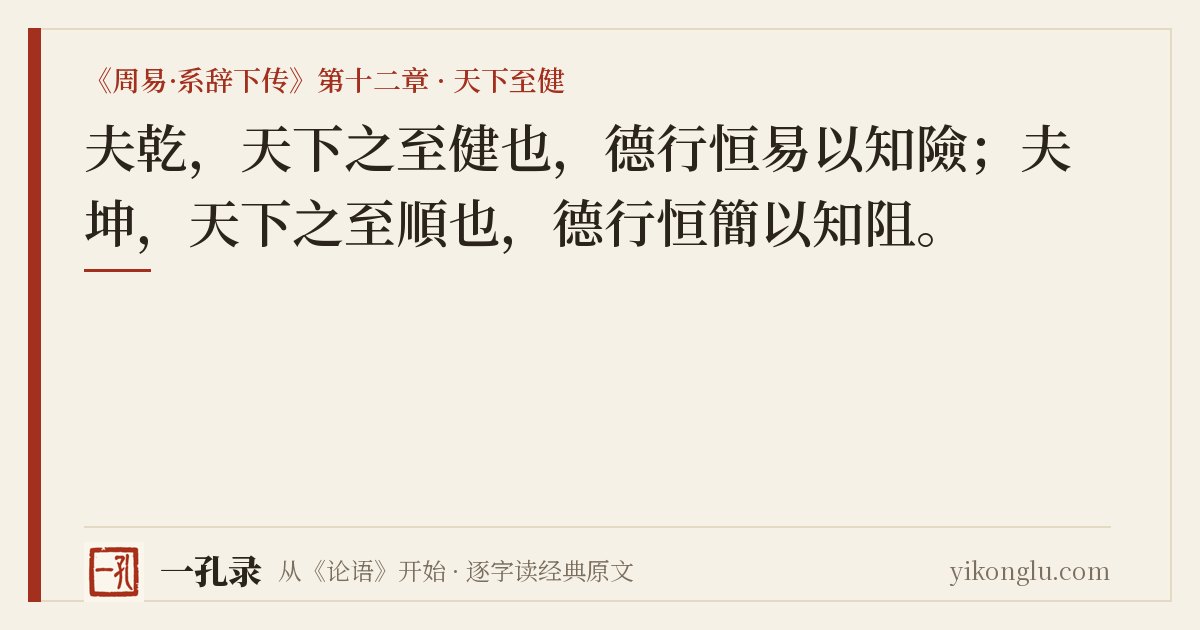 《周易·系辞下传》第十二章 · 天下至健
夫乾，天下之至健也，德行恒易以知險；夫
坤，天下之至順也，德行恒簡以知阻。
一孔
一孔录 从《论语》开始 · 逐字读经典原文 yikonglu.com